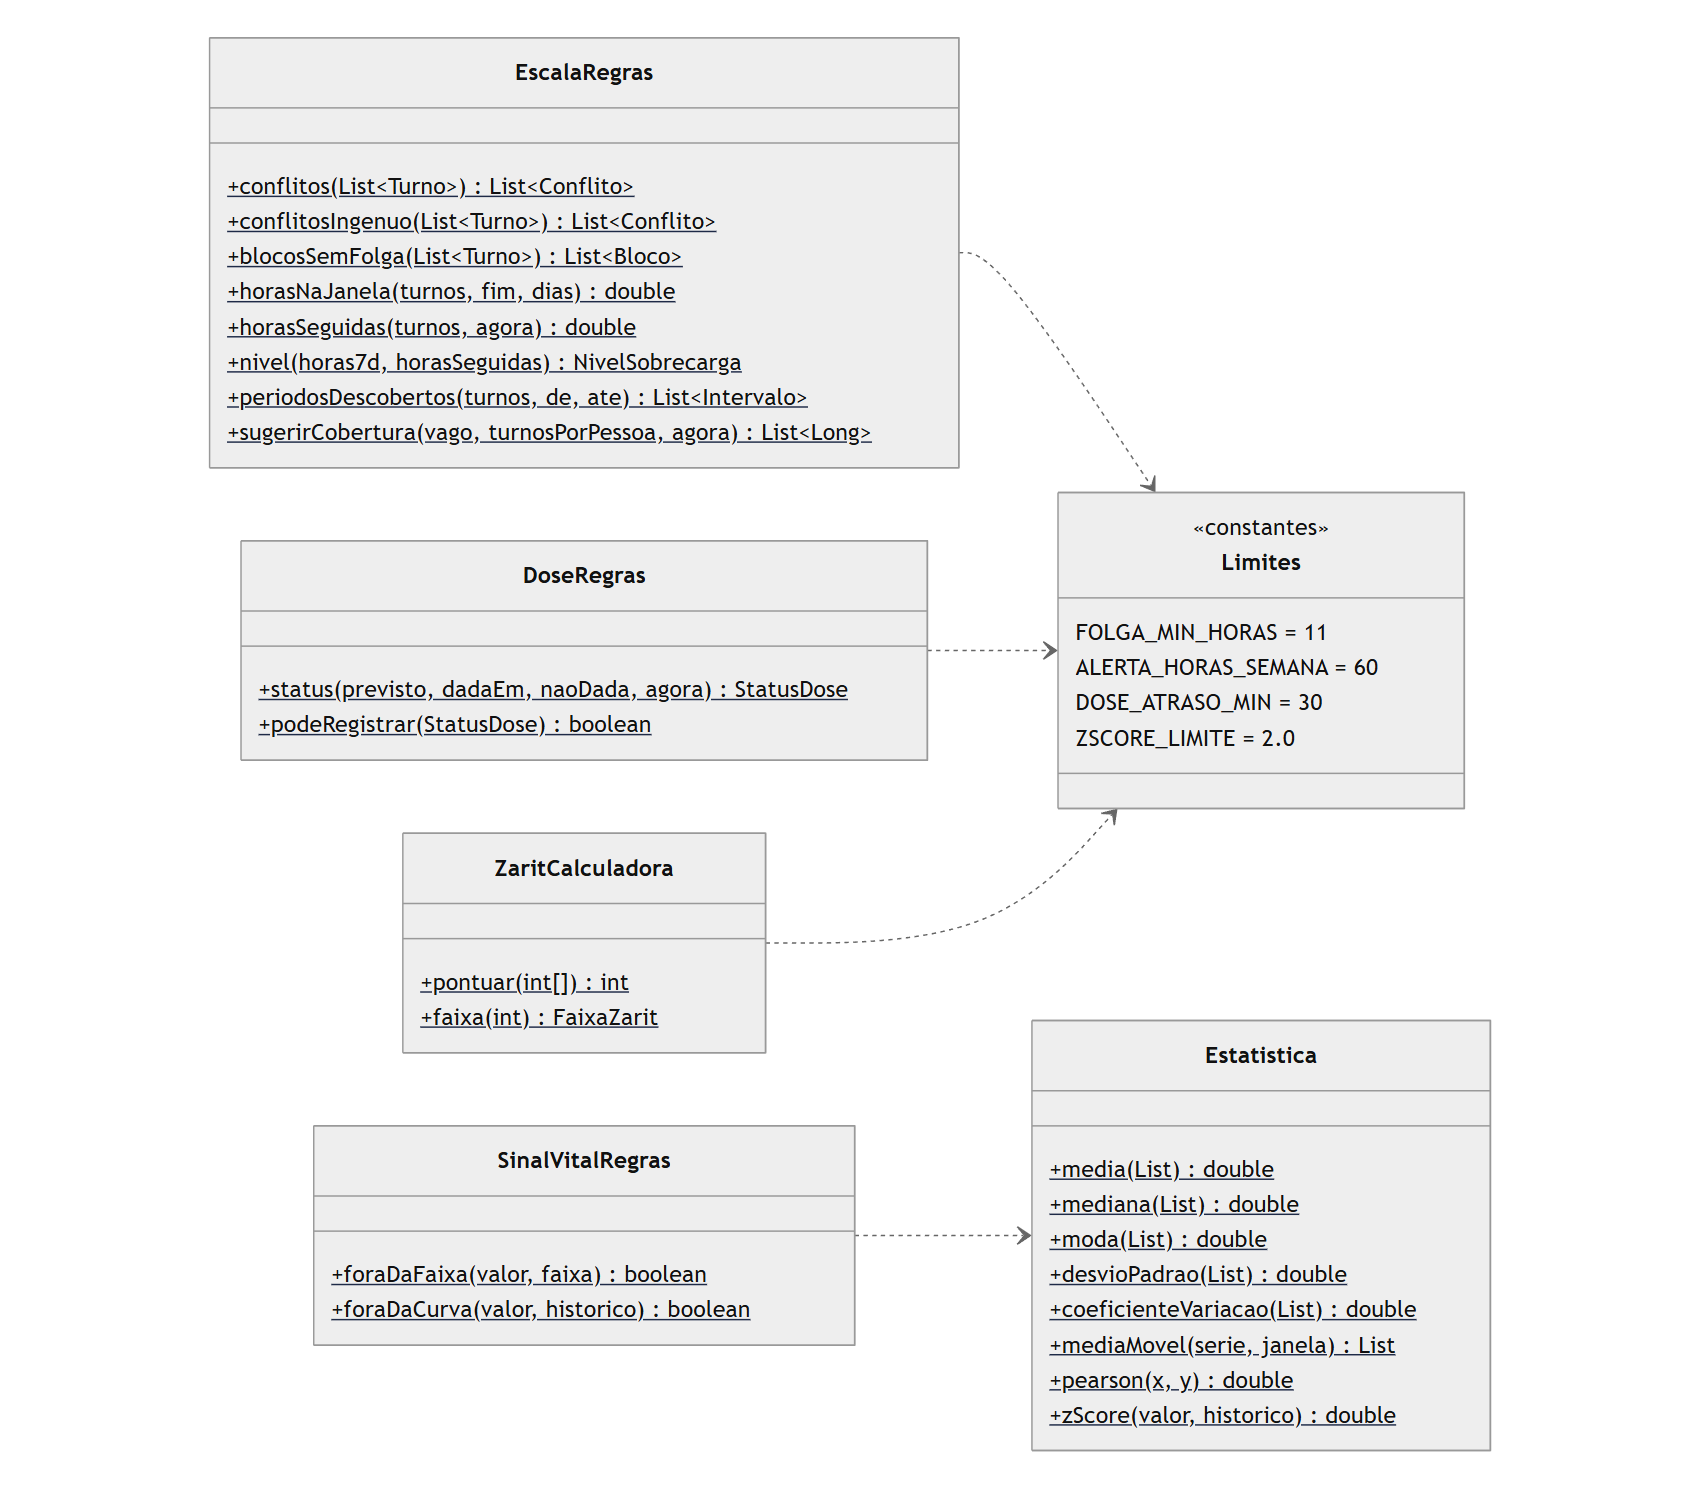 EscalaRegras
+conflitos(List<Turno>) : List<Conflito>
+conflitosIngenuo(List<Turno>) : List<Conflito>
+blocosSemFolga(List<Turno>) : List<Bloco>
+horasNaJanela(turnos, fim, dias) : double
+horasSeguidas(turnos, agora) : double
+nivel(horas7d, horasSeguidas) : NivelSobrecarga
+periodosDescobertos(turnos, de, ate) : List<Intervalo>
+sugerirCobertura(vago, turnosPorPessoa, agora) : List<Long>
DoseRegras
+status(previsto, dadaEm, naoDada, agora) : StatusDose
+podeRegistrar(StatusDose) : boolean
«constantes»
Limites
FOLGA_MIN_HORAS = 11
ALERTA_HORAS_SEMANA = 60
DOSE_ATRASO_MIN = 30
ZSCORE_LIMITE = 2.0
ZaritCalculadora
+pontuar(int[]) : int
+faixa(int) : FaixaZarit
SinalVitalRegras
+foraDaFaixa(valor, faixa) : boolean
+foraDaCurva(valor, historico) : boolean
Estatistica
+media(List) : double
+mediana(List) : double
+moda(List) : double
+desvioPadrao(List) : double
+coeficienteVariacao(List) : double
+mediaMovel(serie, janela) : List
+pearson(x, y) : double
+zScore(valor, historico) : double